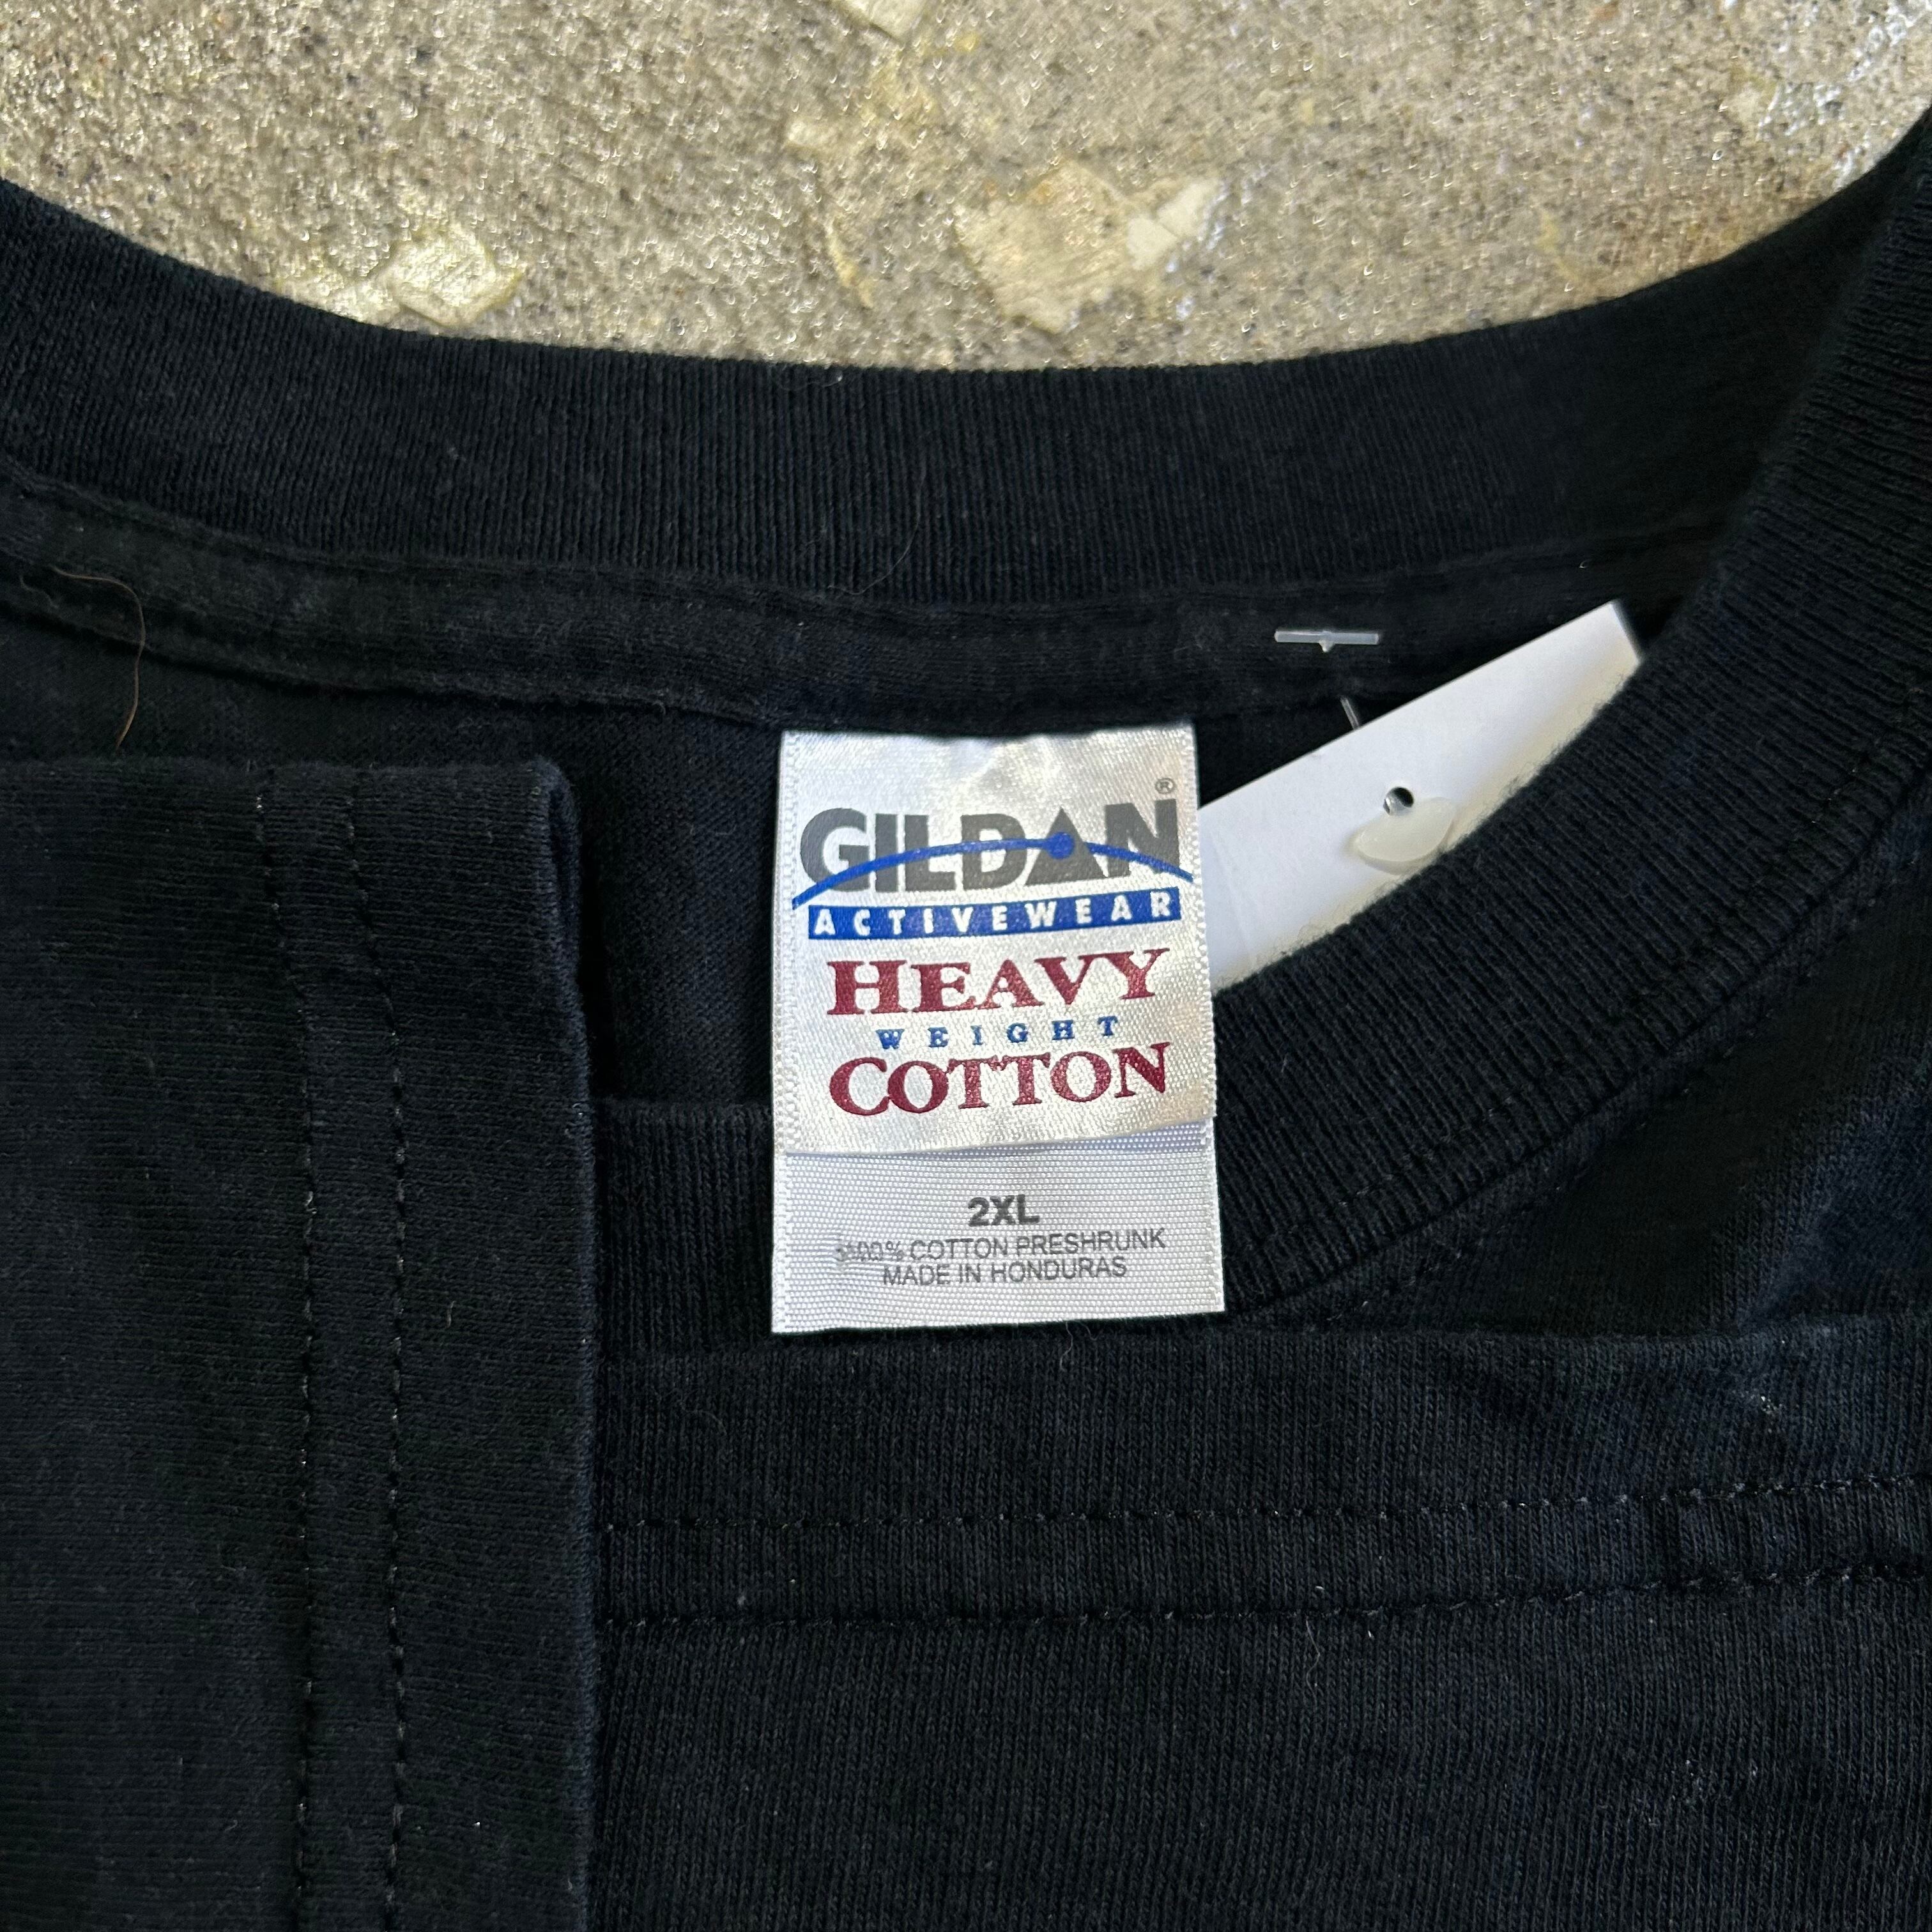 GILDAN®
ACTIVEWEAR
HEAVY
WEIGHT
COTTON
2XL
COTTON PRESHRUNK
MADE IN HONDURAS